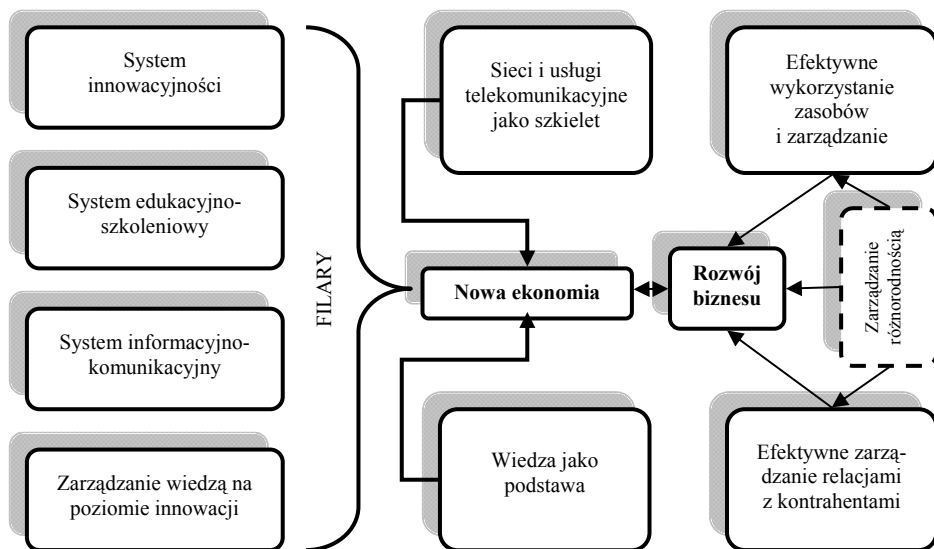 System
innowacyjności
System edukacyjno-
szkoleniowy
System informacyjno-
komunikacyjny
Zarządzanie wiedzą na
poziomie innowacji
FILARY
Sieci i usługi
telekomunikacyjne
jako szkielet
Nowa ekonomia
Wiedza jako
podstawa
Efektywne
wykorzystanie
zasobów
i zarządzanie
Rozwój
biznesu
Zarządzanie
różnorodnością
Efektywne zarzą-
dzanie relacjami
z kontrahentami